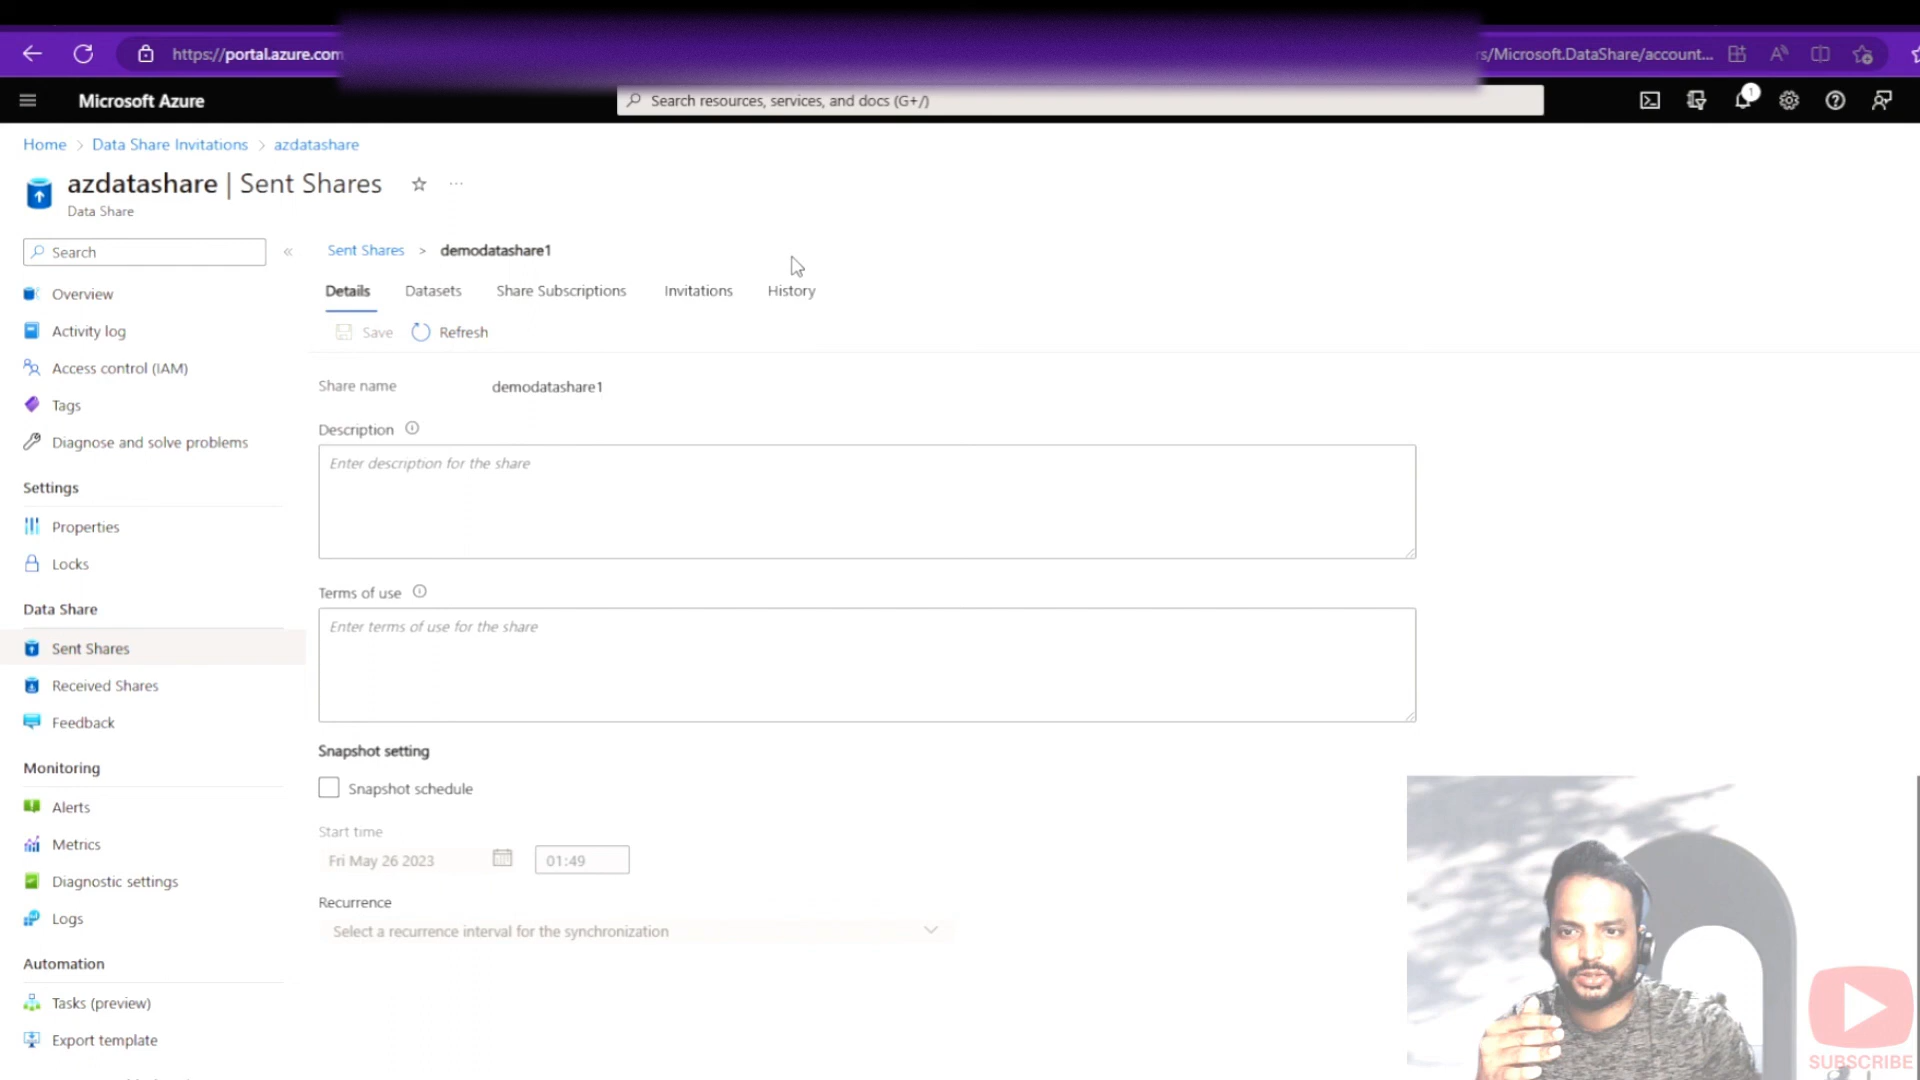 https://portal.azure.com
rs/Microsoft.DataShare/account...
Microsoft Azure
Search resources, services, and docs (G+/)
1
Home > Data Share Invitations > azdatashare
azdatashare | Sent Shares
Data Share
Search
Overview
Activity log
Access control (IAM)
Tags
Diagnose and solve problems
Settings
Properties
Locks
Data Share
Sent Shares
Received Shares
Feedback
Monitoring
Alerts
Metrics
Diagnostic settings
Logs
Automation
Tasks (preview)
Export template
Sent Shares > demodatashare1
Details Datasets Share Subscriptions Invitations History
Save Refresh
Share name demodatashare1
Description
Enter description for the share
Terms of use
Enter terms of use for the share
Snapshot setting
Snapshot schedule
Start time
Fri May 26 2023 01:49
Recurrence
Select a recurrence interval for the synchronization
SUBSCRIBE